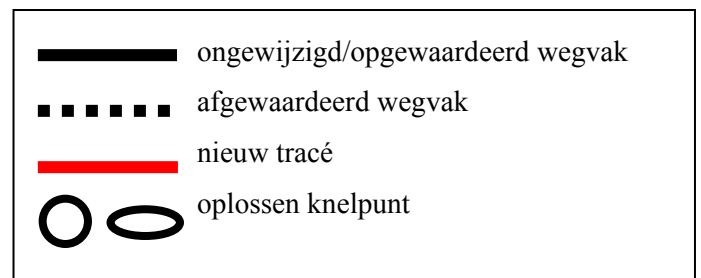 ongewijzigd/opgewaardeerd wegvak
afgewaardeerd wegvak
nieuw tracé
oplossen knelpunt